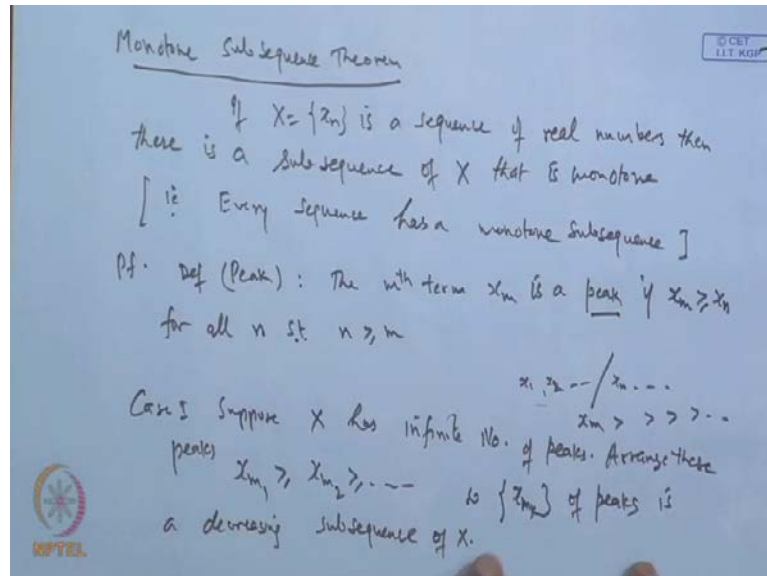 Monotone Subsequence Theorem
© CET
I.I.T. KGP
If X = {xn} is a sequence of real numbers then
there is a subsequence of X that is monotone
[ ie Every sequence has a monotone subsequence ]
Pf. Def (Peak) : The mth term xm is a peak if xm ≥ xn
for all n s.t. n ≥ m
x1, x2 -- / xm ....
xm > > > > ..
Case I Suppose X has infinite No. of peaks. Arrange these
peaks xm1 ≥, xm2 ≥, .... so {xmk} of peaks is
a decreasing subsequence of X.
NPTEL